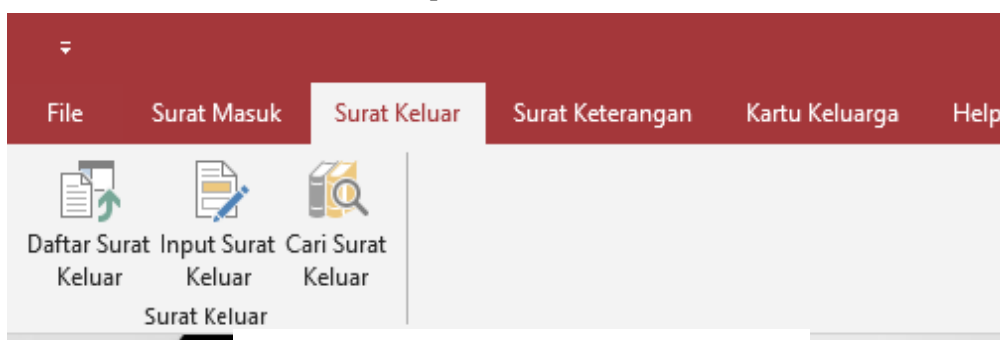 File Surat Masuk Surat Keluar Surat Keterangan Kartu Keluarga Help
Daftar Surat Input Surat Cari Surat
Keluar Keluar Keluar
Surat Keluar